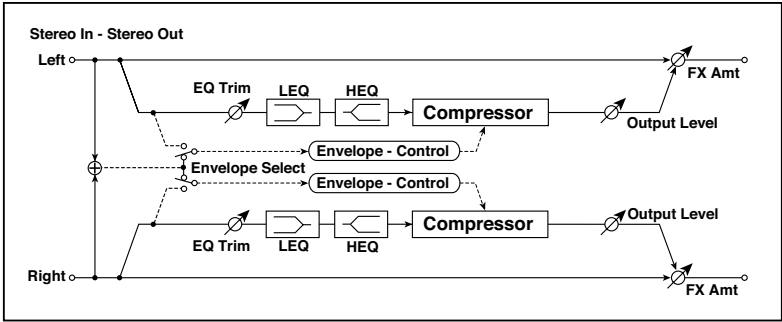 Stereo In - Stereo Out
Left
FX Amt
EQ Trim
LEQ
HEQ
Compressor
Output Level
Envelope - Control
Envelope Select
Envelope - Control
Compressor
Output Level
EQ Trim
LEQ
HEQ
Right
FX Amt